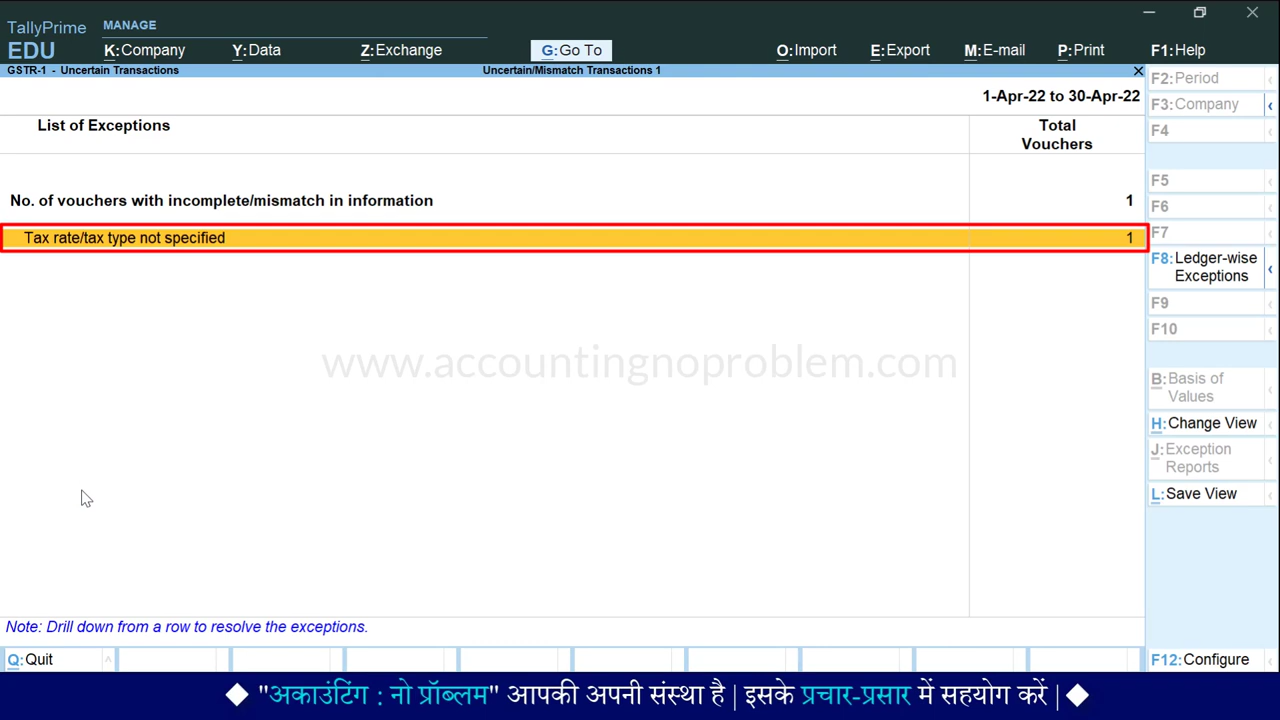 TallyPrime MANAGE
EDU K:Company Y:Data Z:Exchange G:Go To O:Import E:Export M:E-mail P:Print F1:Help
GSTR-1 - Uncertain Transactions Uncertain/Mismatch Transactions 1
1-Apr-22 to 30-Apr-22
List of Exceptions Total
Vouchers
No. of vouchers with incomplete/mismatch in information 1
Tax rate/tax type not specified 1
www.accountingnoproblem.com
Note: Drill down from a row to resolve the exceptions.
F2:Period
F3:Company
F4
F5
F6
F7
F8:Ledger-wise
Exceptions
F9
F10
B:Basis of
Values
H:Change View
J:Exception
Reports
L:Save View
Q:Quit F12:Configure
"अकाउंटिंग : नो प्रॉब्लम" आपकी अपनी संस्था है | इसके प्रचार-प्रसार में सहयोग करें |